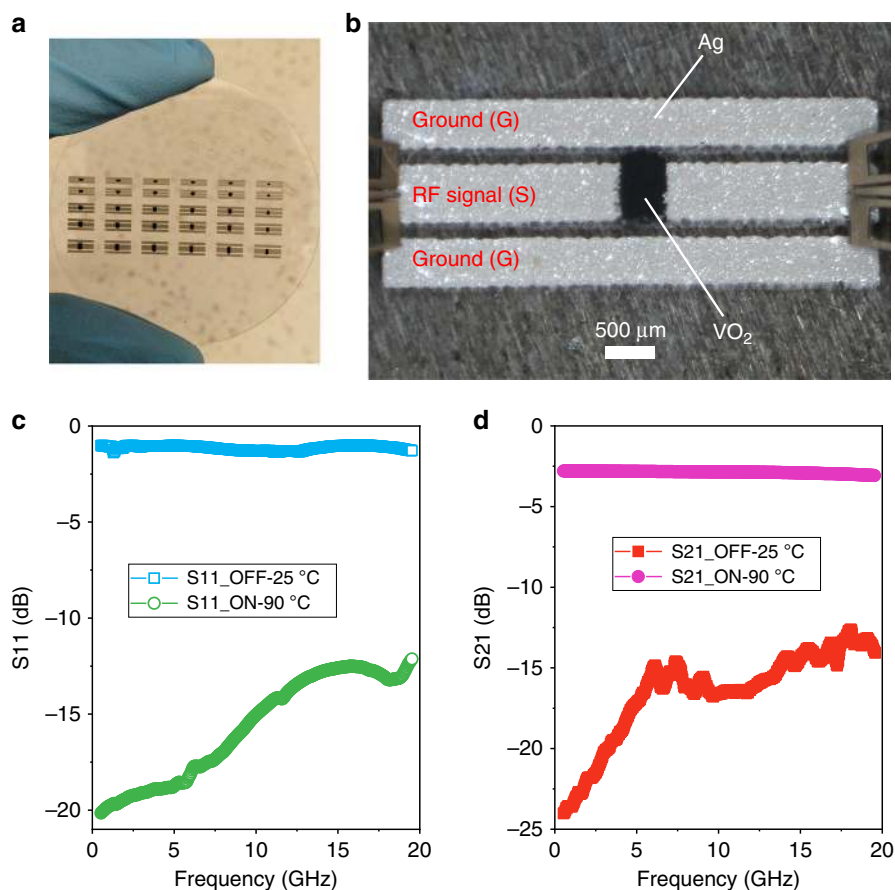 a
b
Ag
Ground (G)
RF signal (S)
Ground (G)
500 μm
VO₂
c
0
–5
–10
–15
–20
S11 (dB)
S11_OFF-25 °C
S11_ON-90 °C
0
5
10
15
20
Frequency (GHz)
d
0
–5
–10
–15
–20
–25
S21 (dB)
S21_OFF-25 °C
S21_ON-90 °C
0
5
10
15
20
Frequency (GHz)